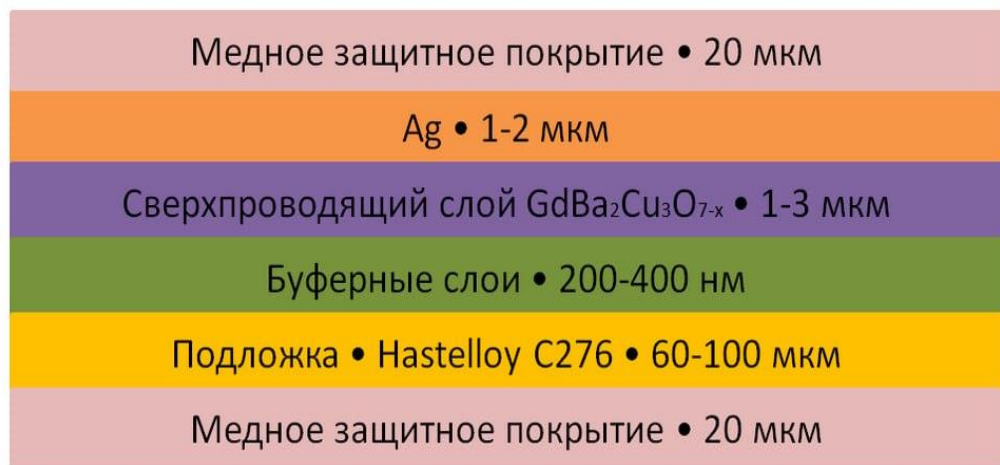 Медное защитное покрытие • 20 мкм
Ag • 1-2 мкм
Сверхпроводящий слой GdBa₂Cu₃O₇₋ₓ • 1-3 мкм
Буферные слои • 200-400 нм
Подложка • Hastelloy C276 • 60-100 мкм
Медное защитное покрытие • 20 мкм